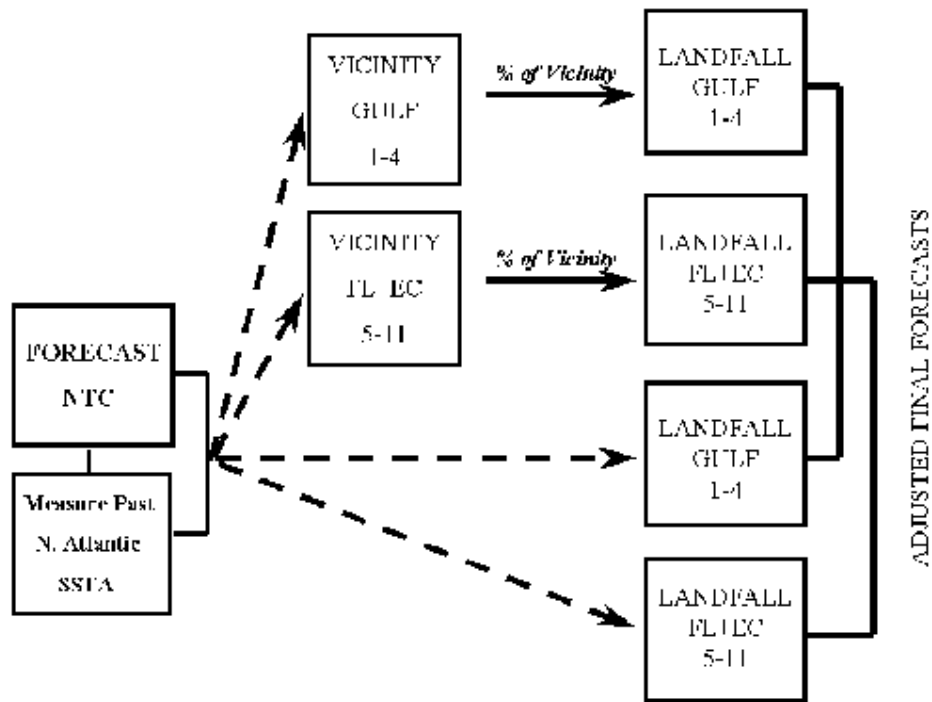 VICINITY
GULF
1-4
% of Vicinity
LANDFALL
GULF
1-4
VICINITY
FL+EC
5-11
% of Vicinity
LANDFALL
FL+EC
5-11
FORECAST
NTC
Measure Past
N. Atlantic
SSTA
LANDFALL
GULF
1-4
LANDFALL
FL+EC
5-11
ADJUSTED FINAL FORECASTS